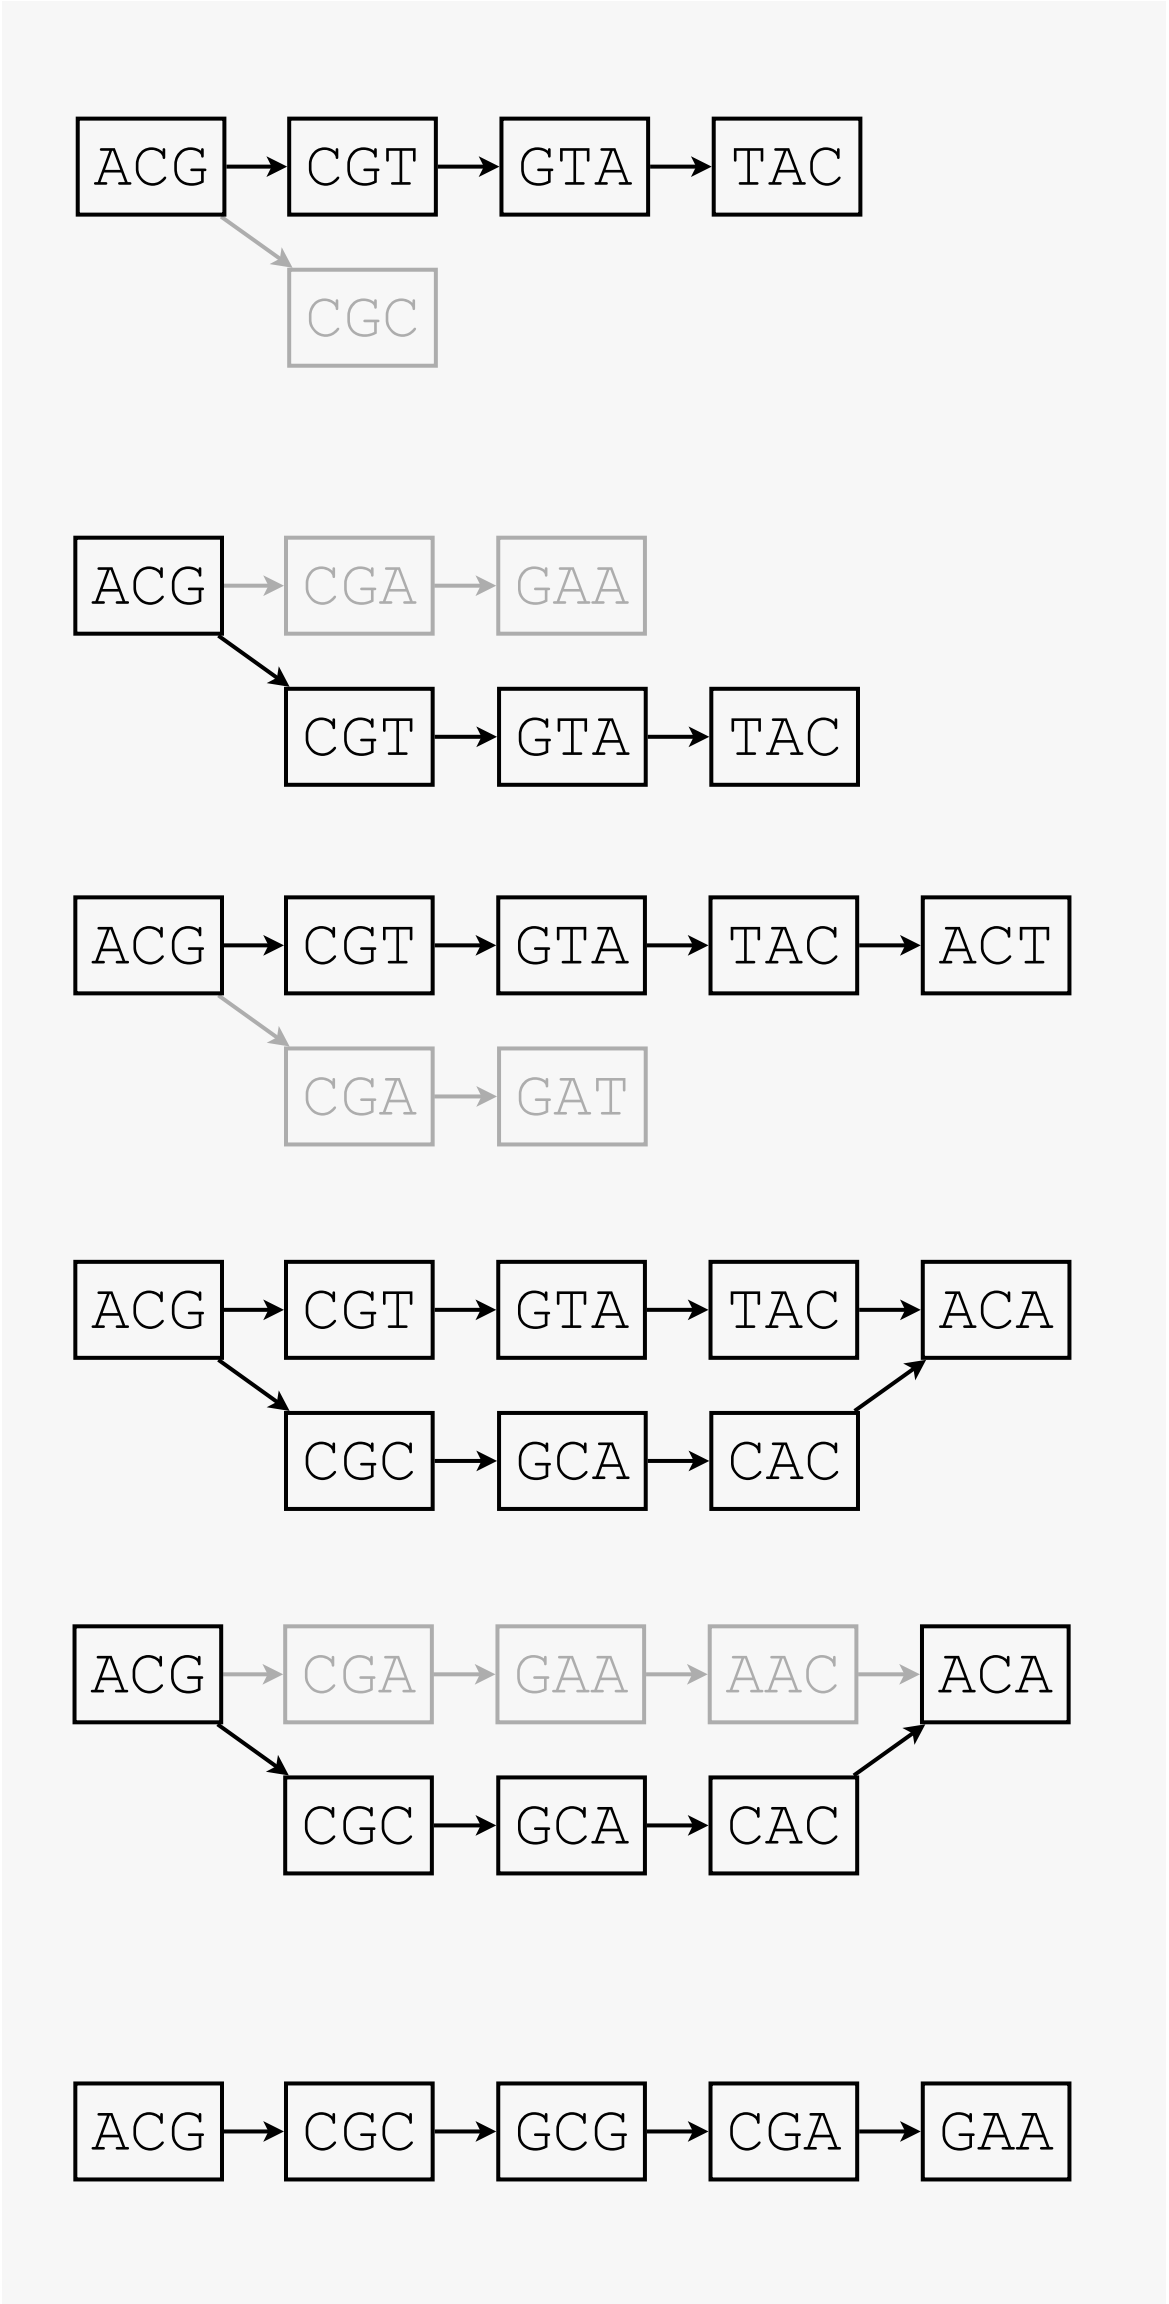 ACG CGT GTA TAC
CGC
ACG CGA GAA
CGT GTA TAC
ACG CGT GTA TAC ACT
CGA GAT
ACG CGT GTA TAC ACA
CGC GCA CAC
ACG CGA GAA AAC ACA
CGC GCA CAC
ACG CGC GCG CGA GAA